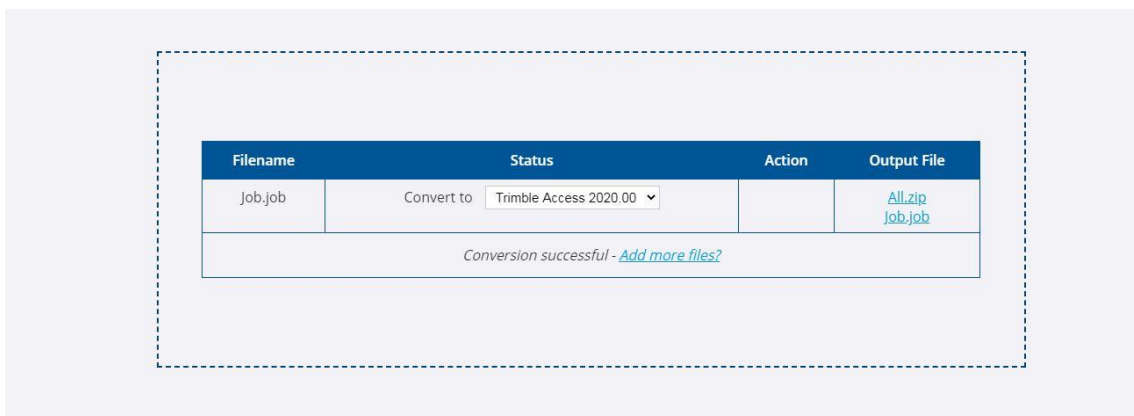 Filename Status Action Output File
Job.job Convert to Trimble Access 2020.00 All.zip
Job.job
Conversion successful - Add more files?